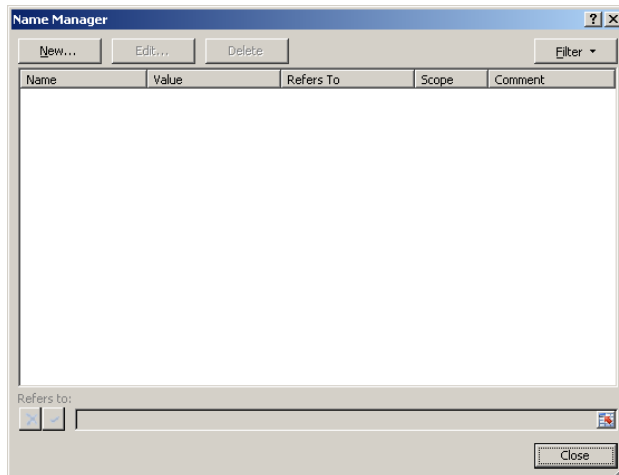 Name Manager
New... Edit... Delete Filter
Name Value Refers To Scope Comment
Refers to:
Close